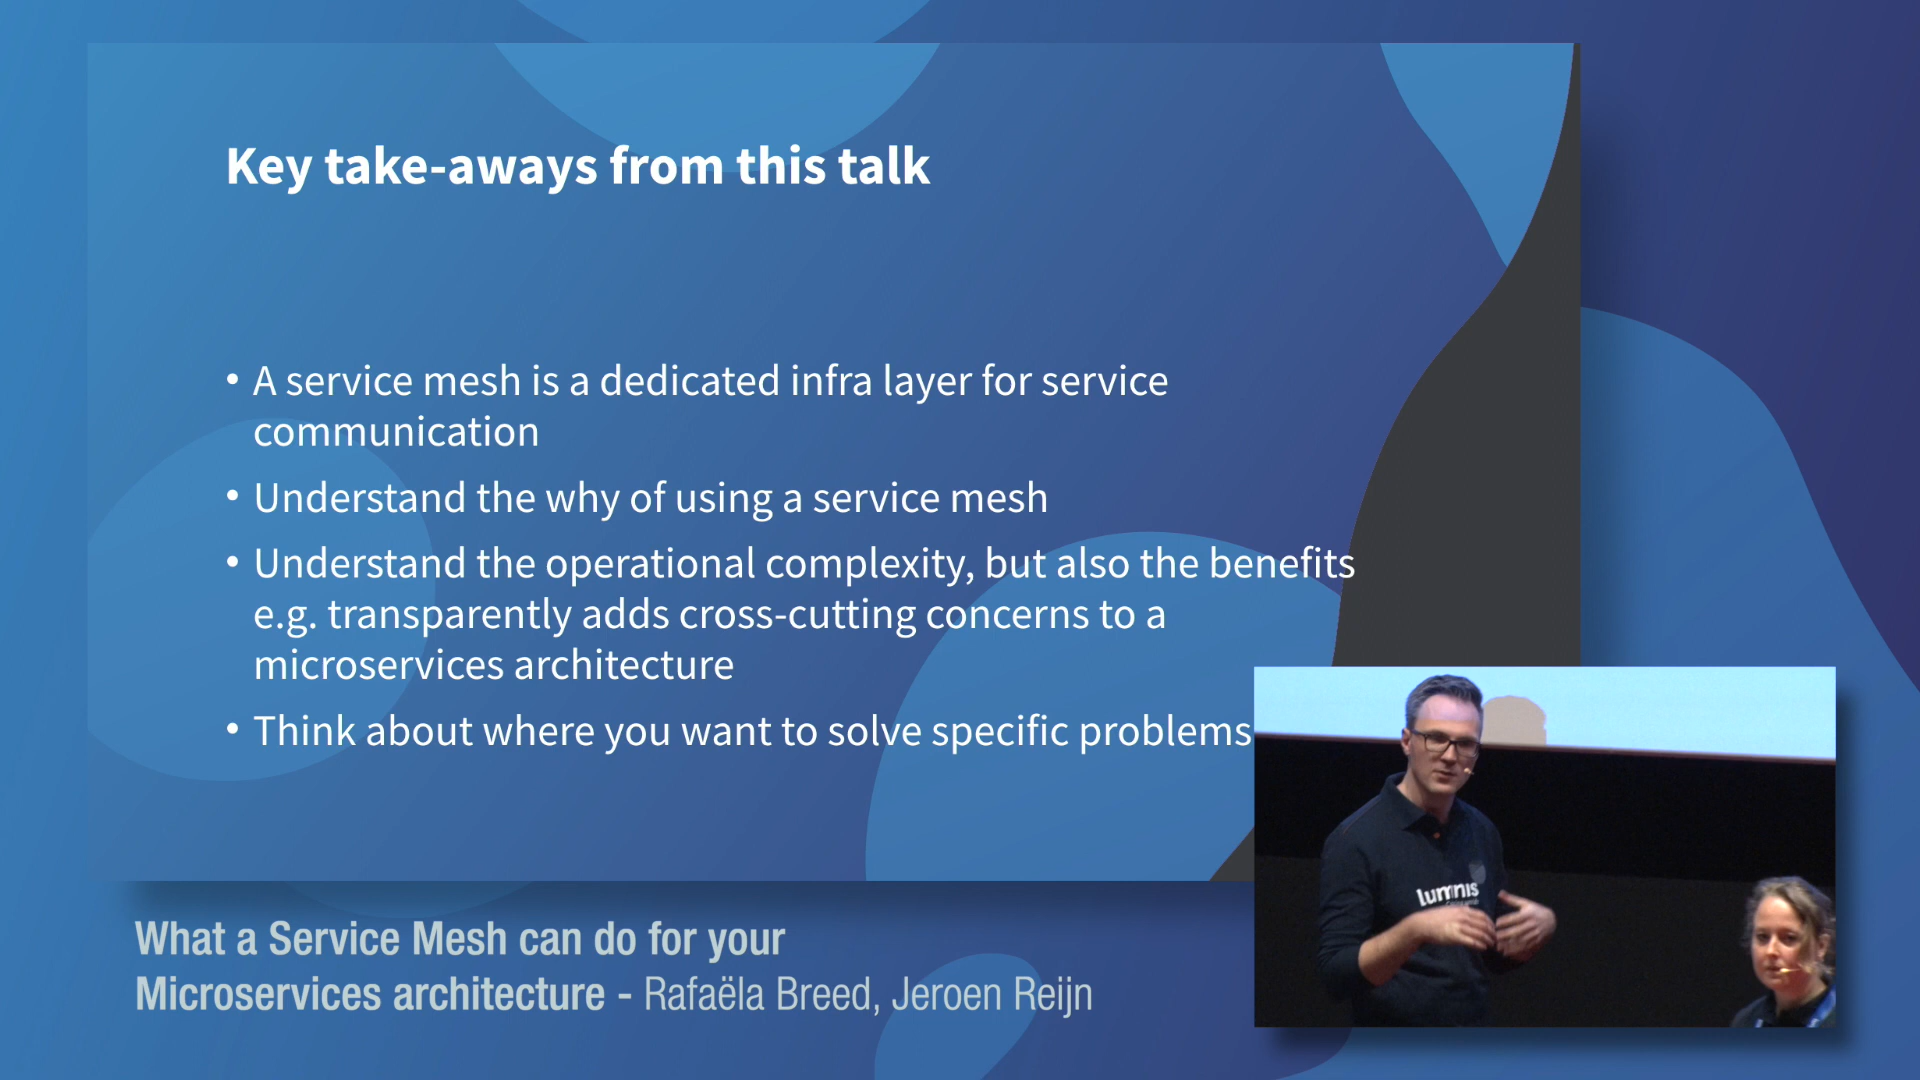 Key take-aways from this talk
• A service mesh is a dedicated infra layer for service
communication
• Understand the why of using a service mesh
• Understand the operational complexity, but also the benefits
e.g. transparently adds cross-cutting concerns to a
microservices architecture
• Think about where you want to solve specific problems
lumnis
What a Service Mesh can do for your
Microservices architecture - Rafaëla Breed, Jeroen Reijn